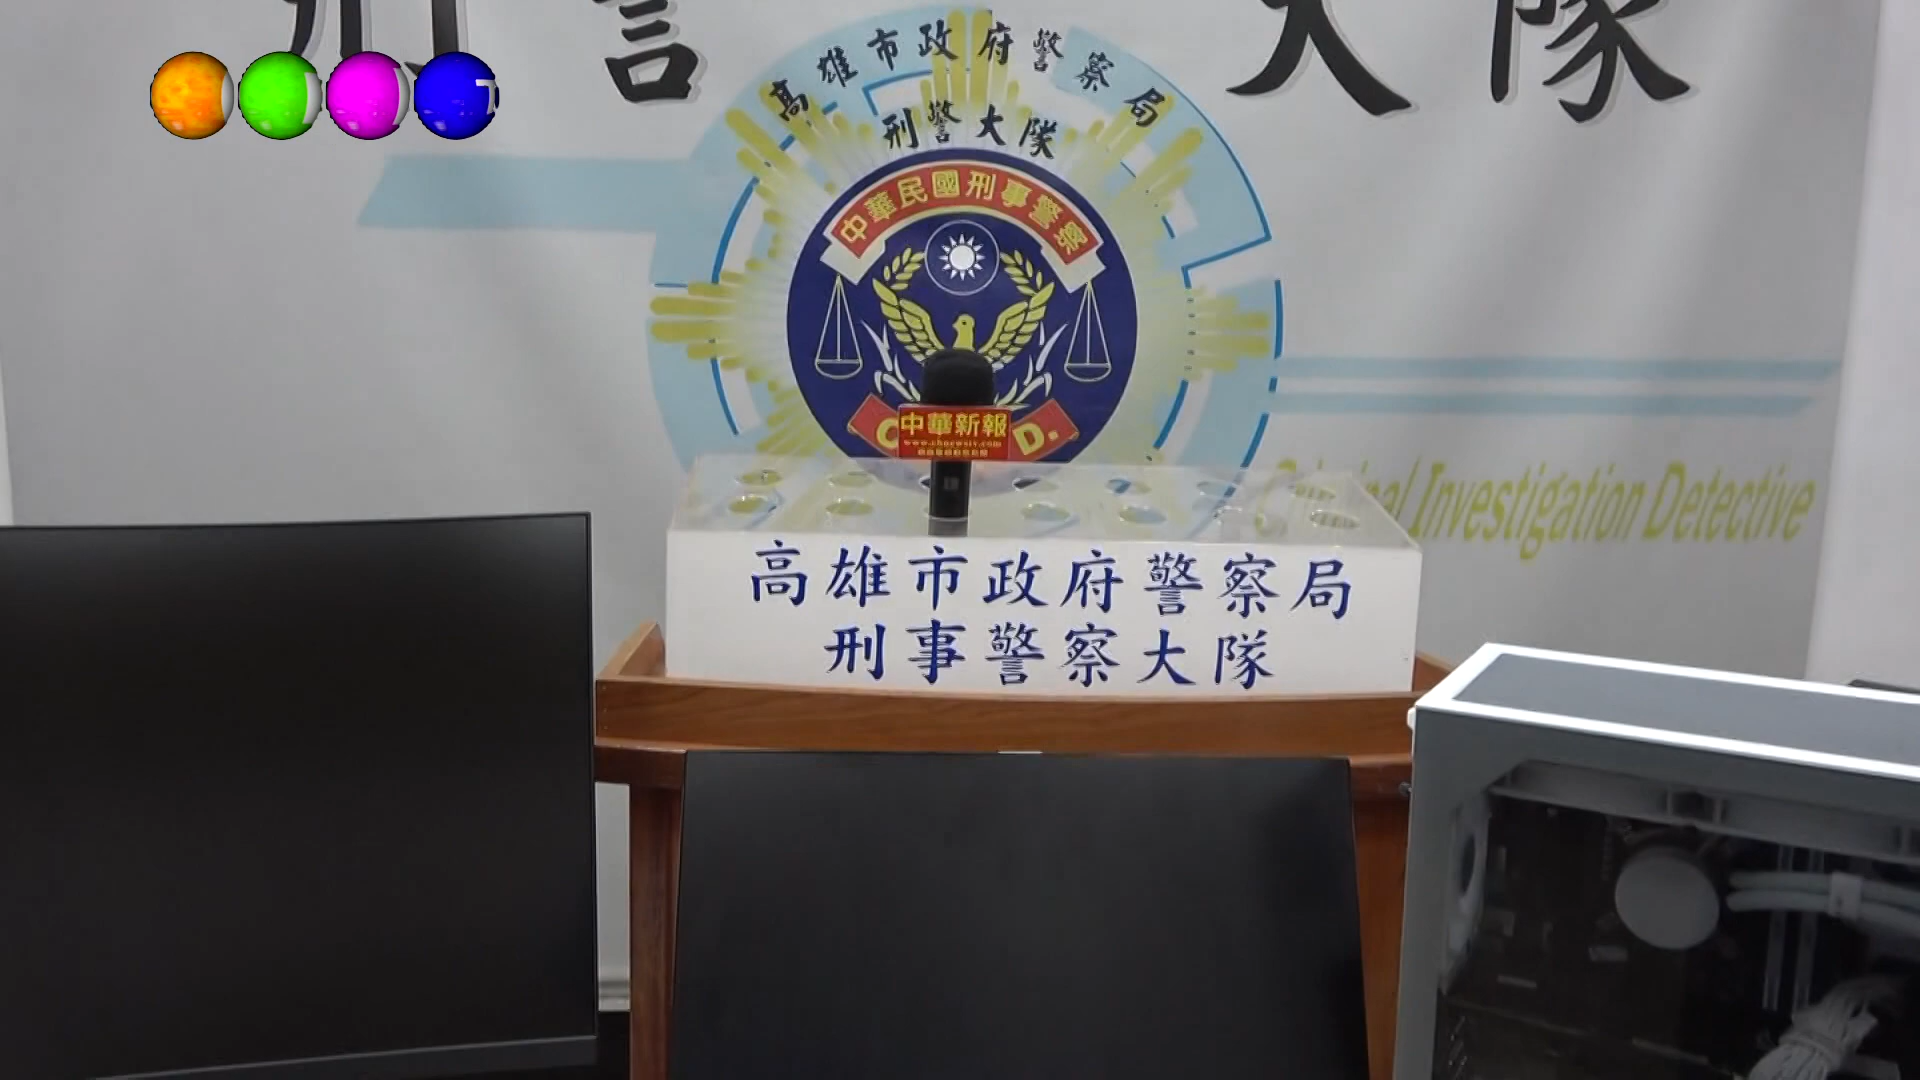 刑警大隊
高雄市政府警察局
刑警大隊
中華民國刑事警察
中華新報
D.
Investigation Detective
高雄市政府警察局
刑事警察大隊